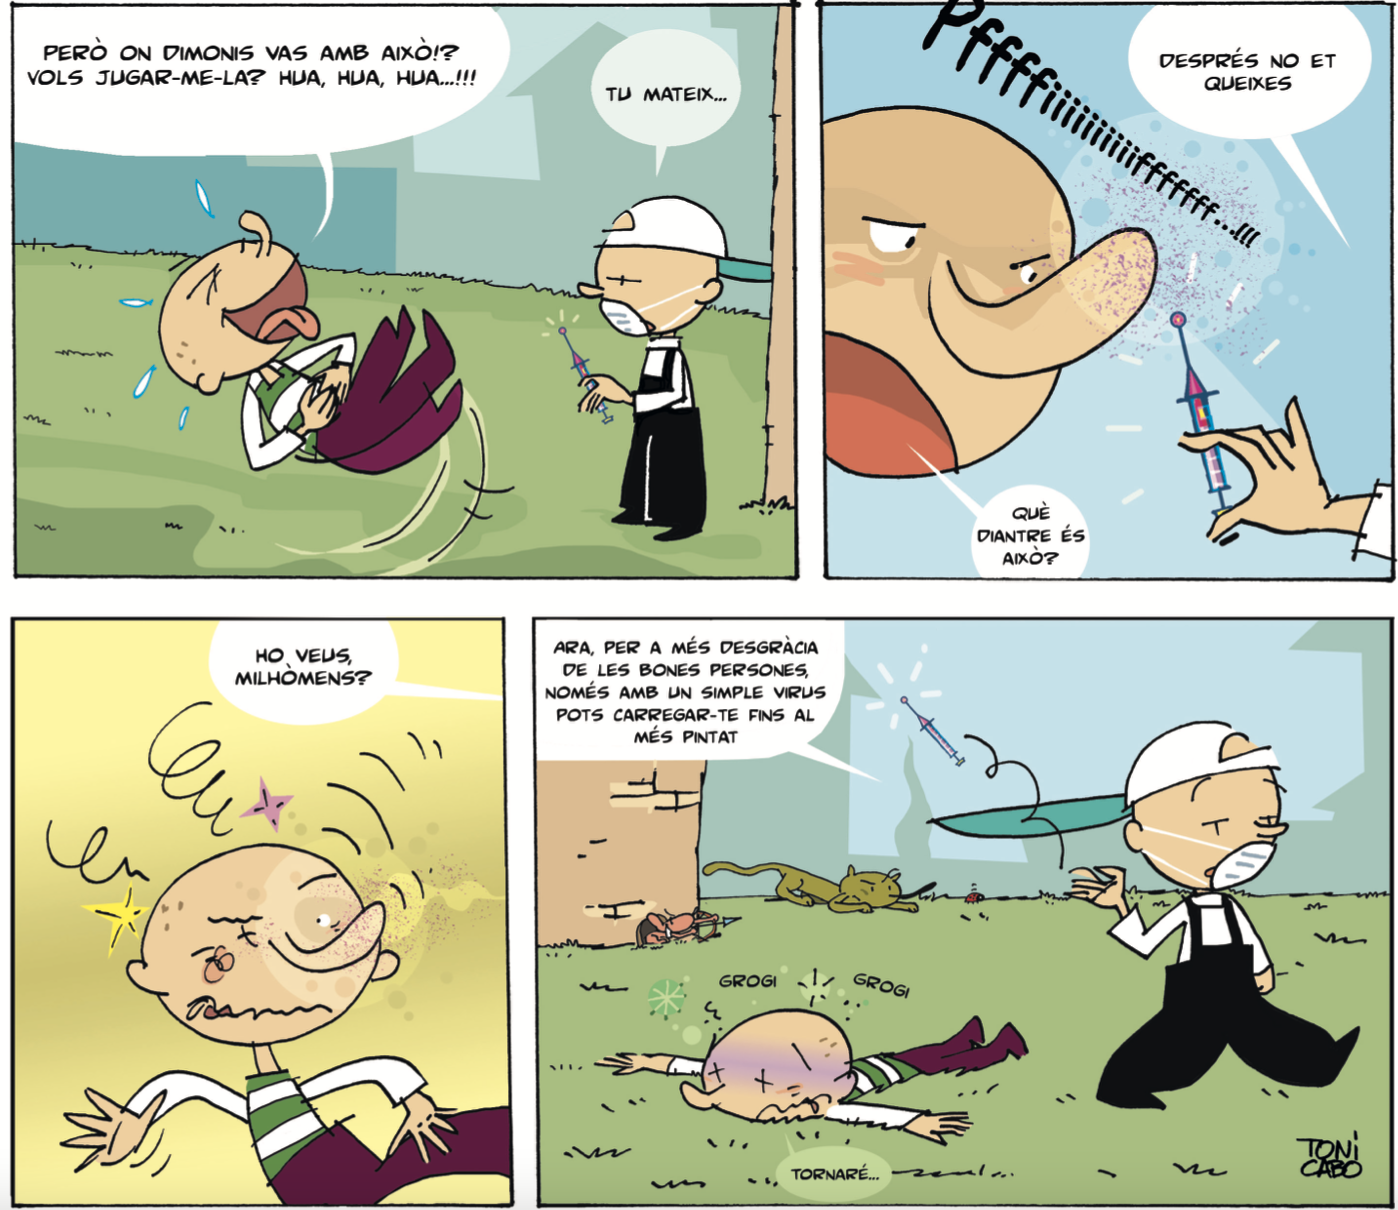 PERÒ ON DIMONIS VAS AMB AIXÒ!?
VOLS JUGAR-ME-LA? HUA, HUA, HUA...!!!
TU MATEIX...
Pffffiiiiiiiiiiiffffff...!!!
DESPRÉS NO ET
QUEIXES
QUÈ
DIANTRE ÉS
AIXÒ?
HO VEUS,
MILHÒMENS?
ARA, PER A MÉS DESGRÀCIA
DE LES BONES PERSONES,
NOMÉS AMB UN SIMPLE VIRUS
POTS CARREGAR-TE FINS AL
MÉS PINTAT
GROGI
GROGI
TORNARÉ...
TONI
CABO